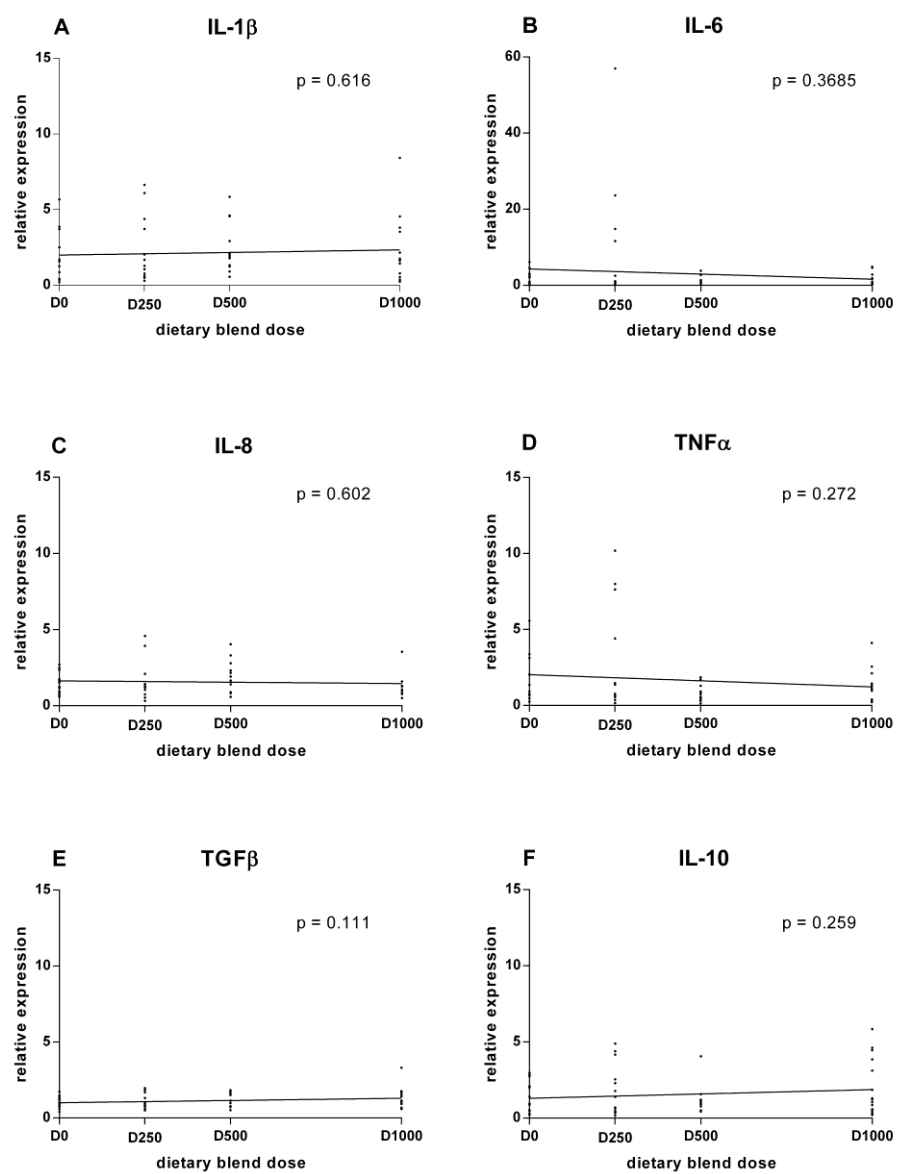 A IL-1β
p = 0.616
relative expression
15
10
5
0
D0 D250 D500 D1000
dietary blend dose
B IL-6
p = 0.3685
relative expression
60
40
20
0
D0 D250 D500 D1000
dietary blend dose
C IL-8
p = 0.602
relative expression
15
10
5
0
D0 D250 D500 D1000
dietary blend dose
D TNFα
p = 0.272
relative expression
15
10
5
0
D0 D250 D500 D1000
dietary blend dose
E TGFβ
p = 0.111
relative expression
15
10
5
0
D0 D250 D500 D1000
dietary blend dose
F IL-10
p = 0.259
relative expression
15
10
5
0
D0 D250 D500 D1000
dietary blend dose